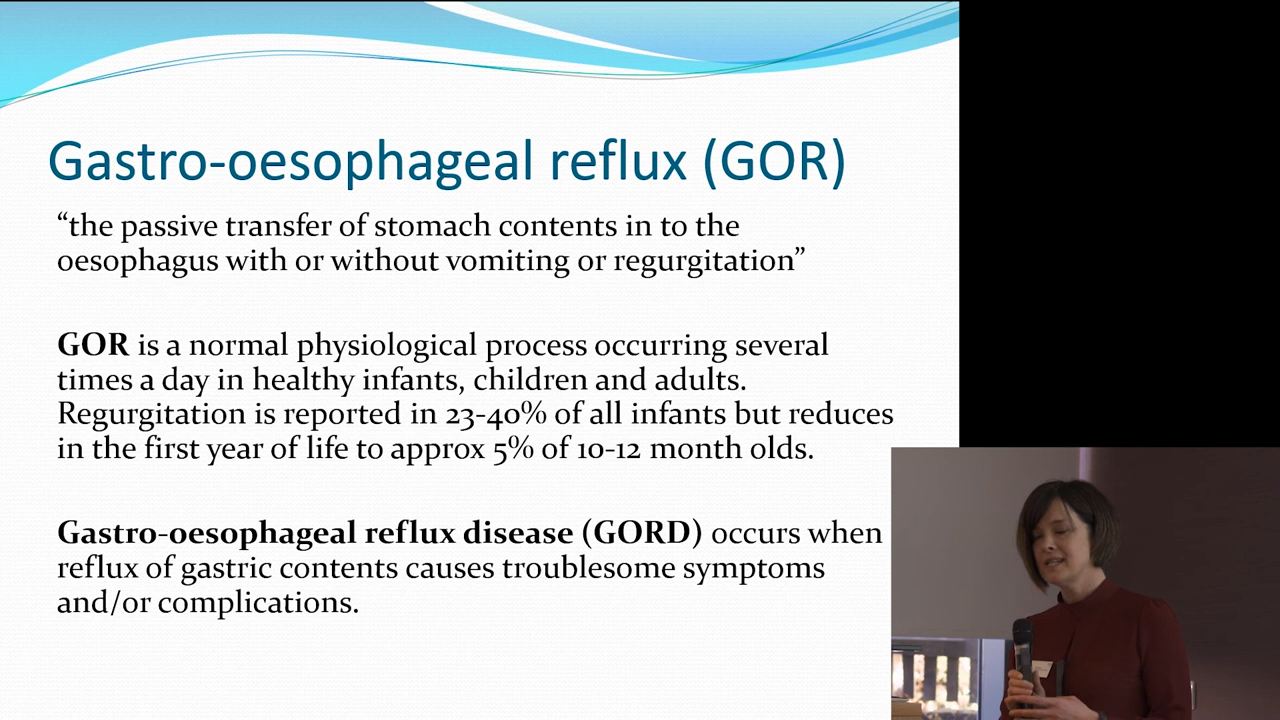 Gastro-oesophageal reflux (GOR)
“the passive transfer of stomach contents in to the
oesophagus with or without vomiting or regurgitation”
GOR is a normal physiological process occurring several
times a day in healthy infants, children and adults.
Regurgitation is reported in 23-40% of all infants but reduces
in the first year of life to approx 5% of 10-12 month olds.
Gastro-oesophageal reflux disease (GORD) occurs when
reflux of gastric contents causes troublesome symptoms
and/or complications.